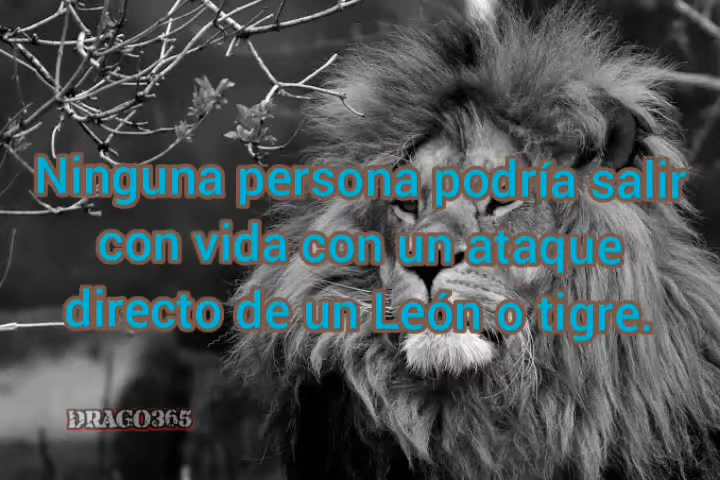 Ninguna persona podría salir
con vida con un ataque
directo de un León o tigre.
DRAGO365